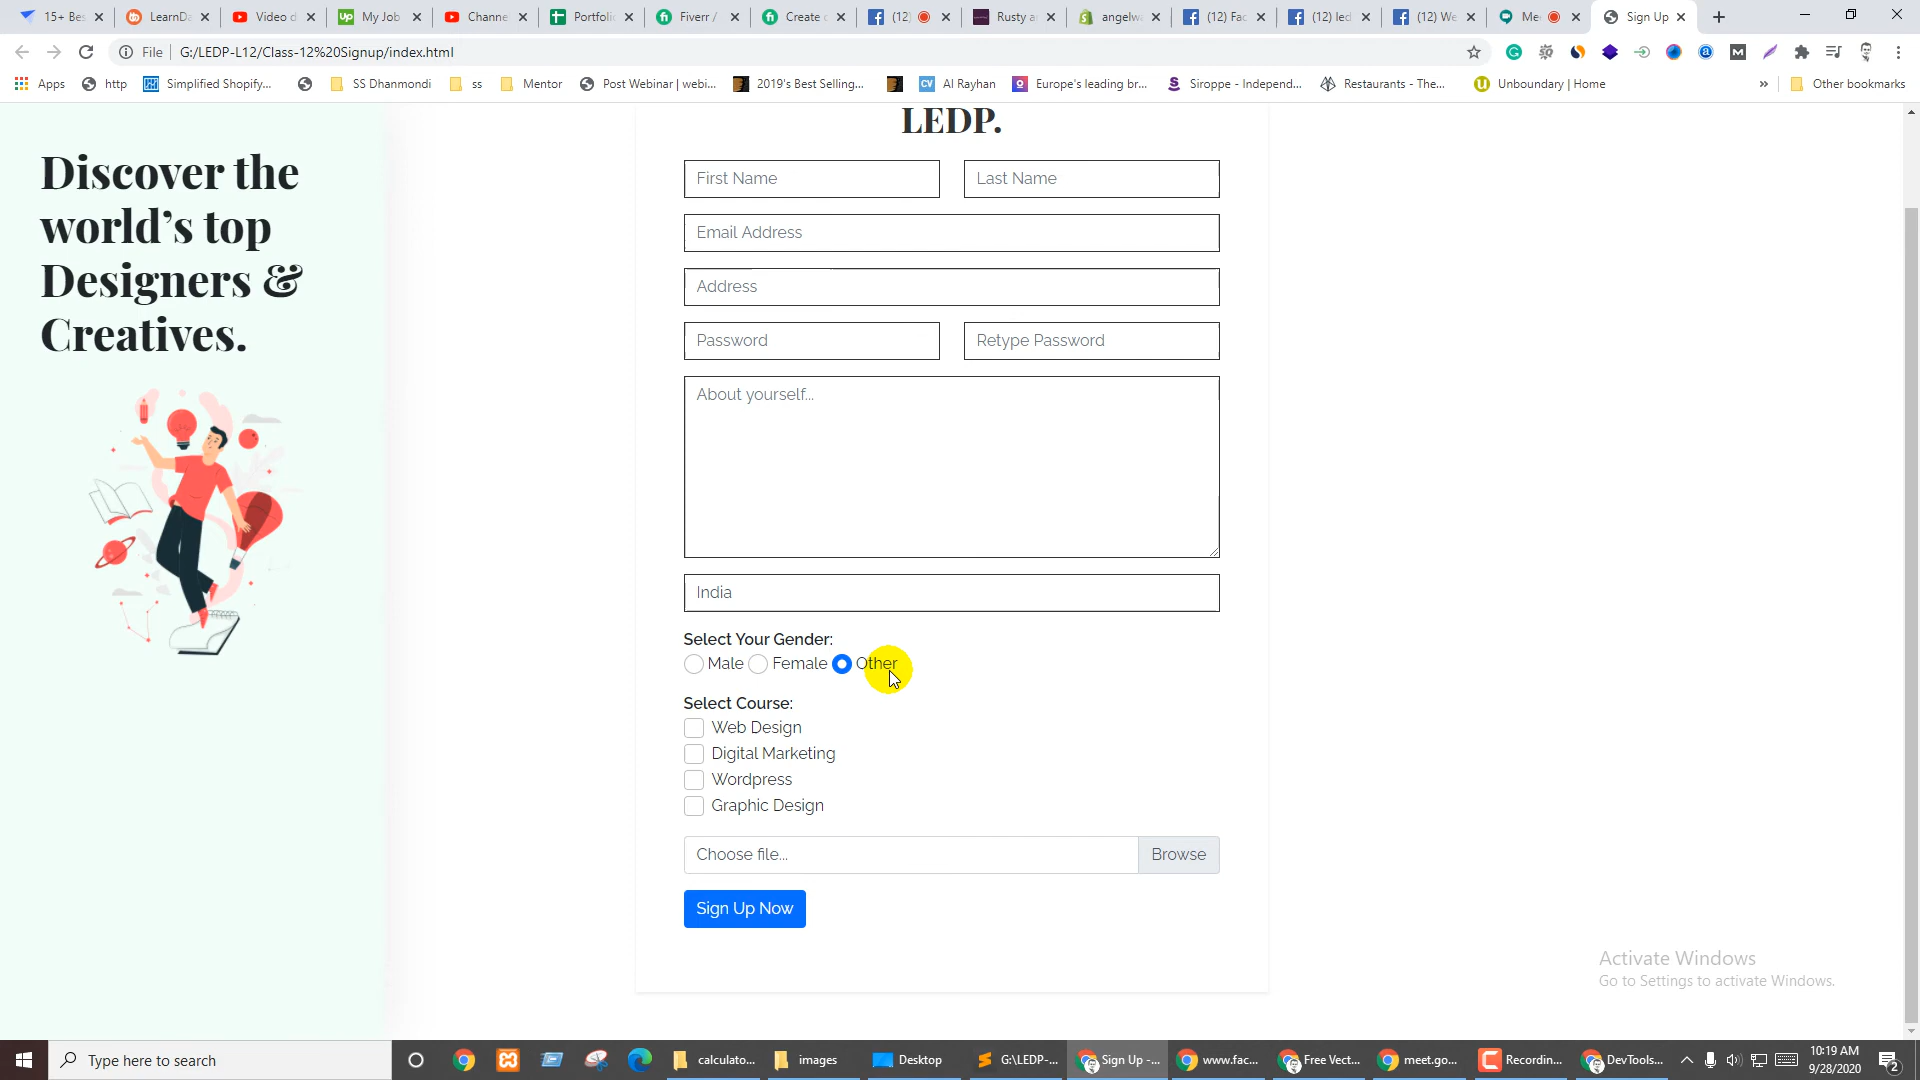 15+ Be:
LearnDa
Video d
My Job
Channe
Portfoli
Fiverr /
Create c
(12)
Rusty ar
angelwa
(12) Fac
(12) led
(12) We
Me
Sign Up
File
G:/LEDP-L12/Class-12%20Signup/index.html
Apps
http
Simplified Shopify...
SS Dhanmondi
ss
Mentor
Post Webinar | webi...
2019's Best Selling...
Al Rayhan
Europe's leading br...
Siroppe - Independ...
Restaurants - The...
Unboundary | Home
»
Other bookmarks
Discover the
world's top
Designers &
Creatives.
LEDP.
First Name
Last Name
Email Address
Address
Password
Retype Password
About yourself...
India
Select Your Gender:
Male
Female
Other
Select Course:
Web Design
Digital Marketing
Wordpress
Graphic Design
Choose file...
Browse
Sign Up Now
Activate Windows
Go to Settings to activate Windows.
Type here to search
calculato...
images
Desktop
G:\LEDP-...
Sign Up -...
www.fac...
Free Vect...
meet.go...
Recordin...
DevTools...
10:19 AM
9/28/2020
2